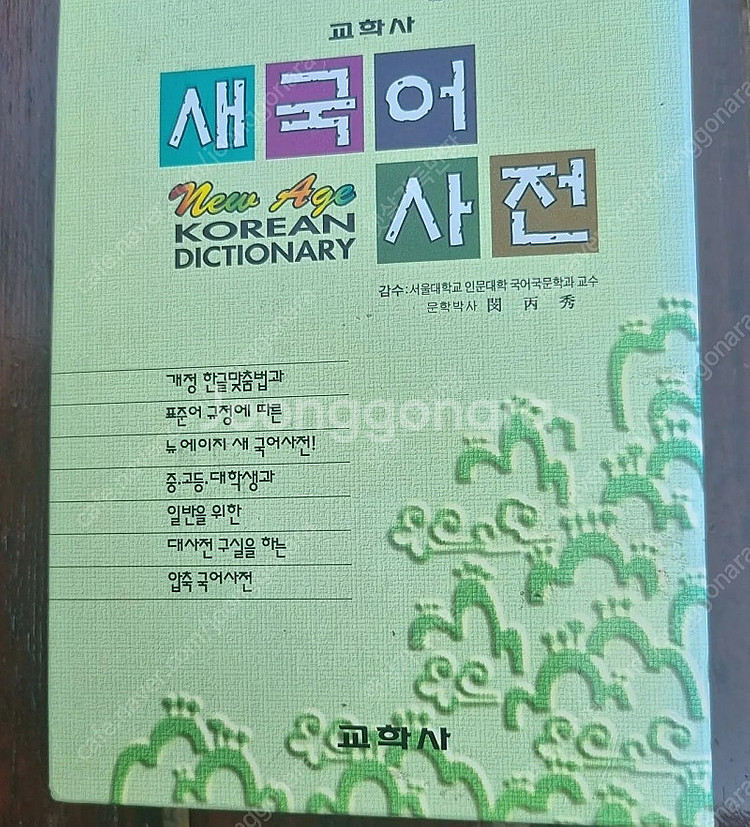 교학사
새국어
사전
New Age
KOREAN
DICTIONARY
감수:서울대학교 인문대학 국어국문학과 교수
문학박사 閔 丙 秀
개정 한글맞춤법과
표준어 규정에 따른
뉴에이지 새 국어사전!
중·고등·대학생과
일반을 위한
대사전 구실을 하는
압축 국어사전
교학사
joonggonara